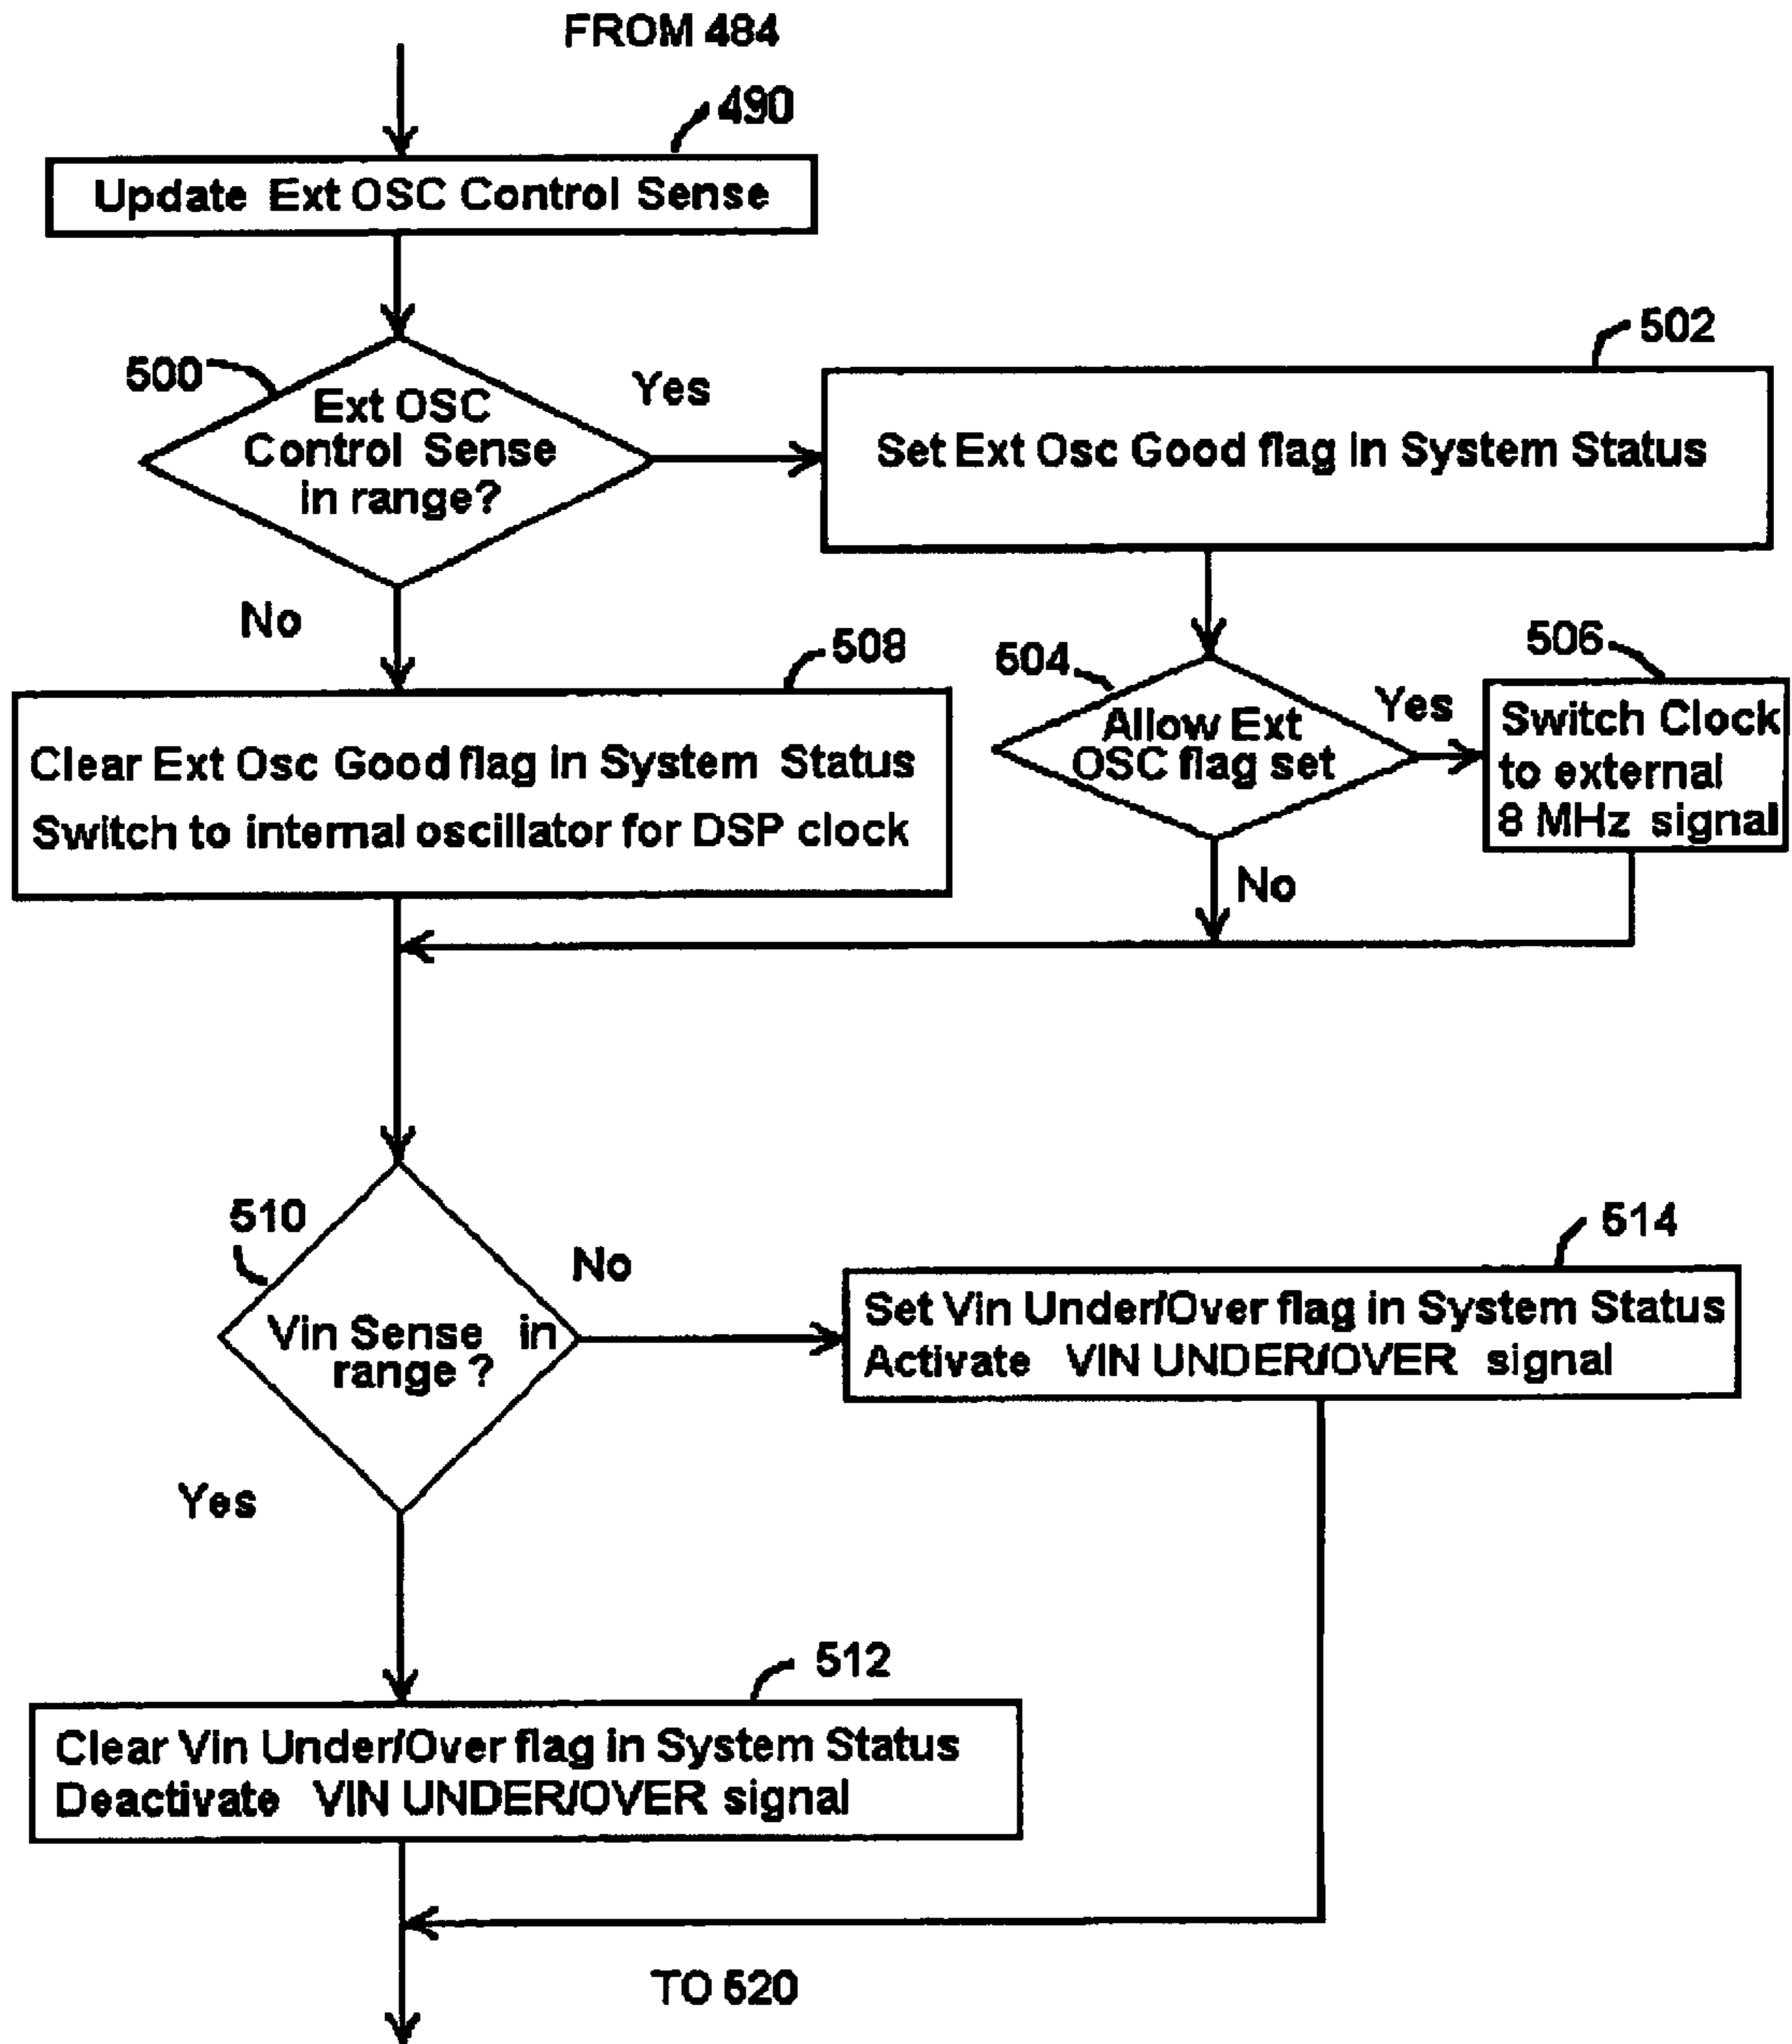 FROM 484
490
Update Ext OSC Control Sense
500
Ext OSC
Control Sense
in range?
Yes
502
Set Ext Osc Good flag in System Status
No
508
Clear Ext Osc Good flag in System Status
Switch to internal oscillator for DSP clock
504
Allow Ext
OSC flag set
Yes
506
Switch Clock
to external
8 MHz signal
No
510
Vin Sense in
range ?
No
514
Set Vin Under/Over flag in System Status
Activate VIN UNDER/OVER signal
Yes
512
Clear Vin Under/Over flag in System Status
Deactivate VIN UNDER/OVER signal
TO 520